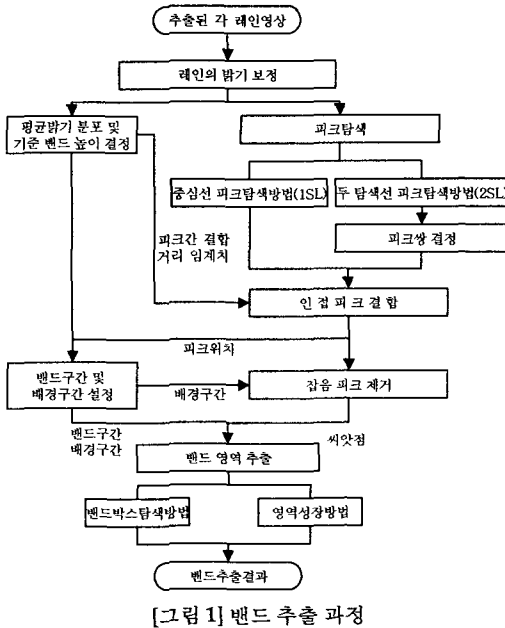 추출된 각 레인영상
레인의 밝기 보정
평균밝기 분포 및
기준 밴드 높이 결정
피크탐색
중심선 피크탐색방법(1SL)
두 탐색선 피크탐색방법(2SL)
피크쌍 결정
피크간 결합
거리 임계치
인 접 피 크 결 합
피크위치
밴드구간 및
배경구간 설정
배경구간
잡음 피크 제거
밴드구간
배경구간
씨앗점
밴드 영역 추출
밴드박스탐색방법
영역성장방법
밴드추출결과
[그림 1] 밴드 추출 과정